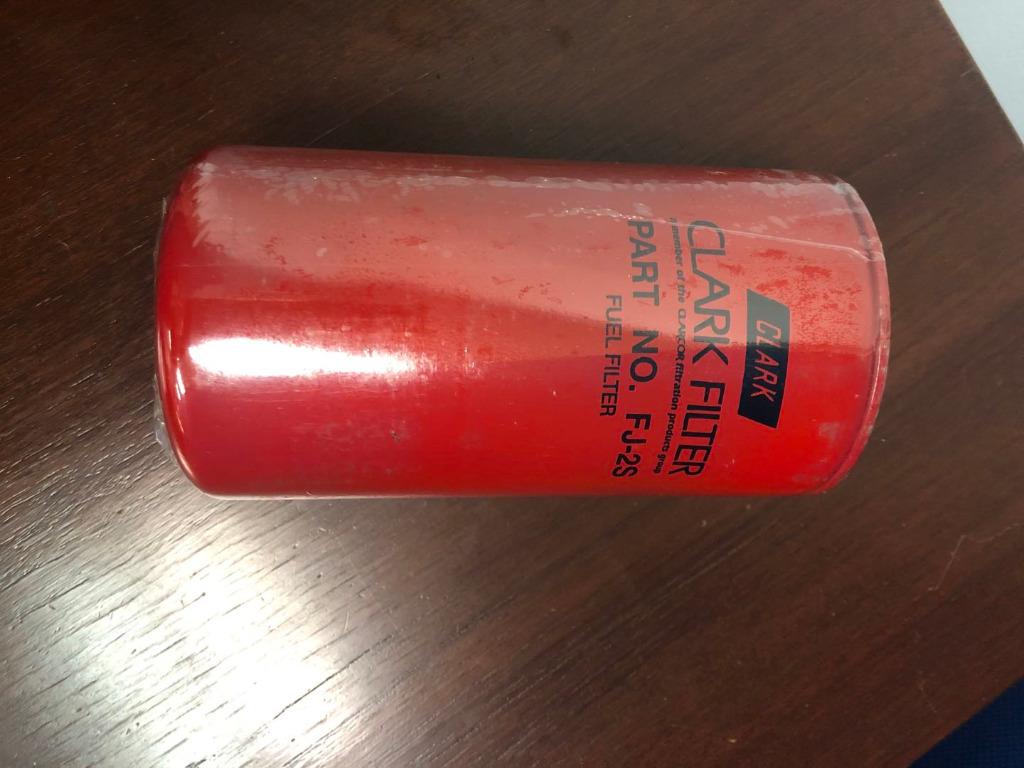 CLARK
CLARK FILTER
a member of the CLARCOR filtration products group
PART NO. FJ-2S
FUEL FILTER